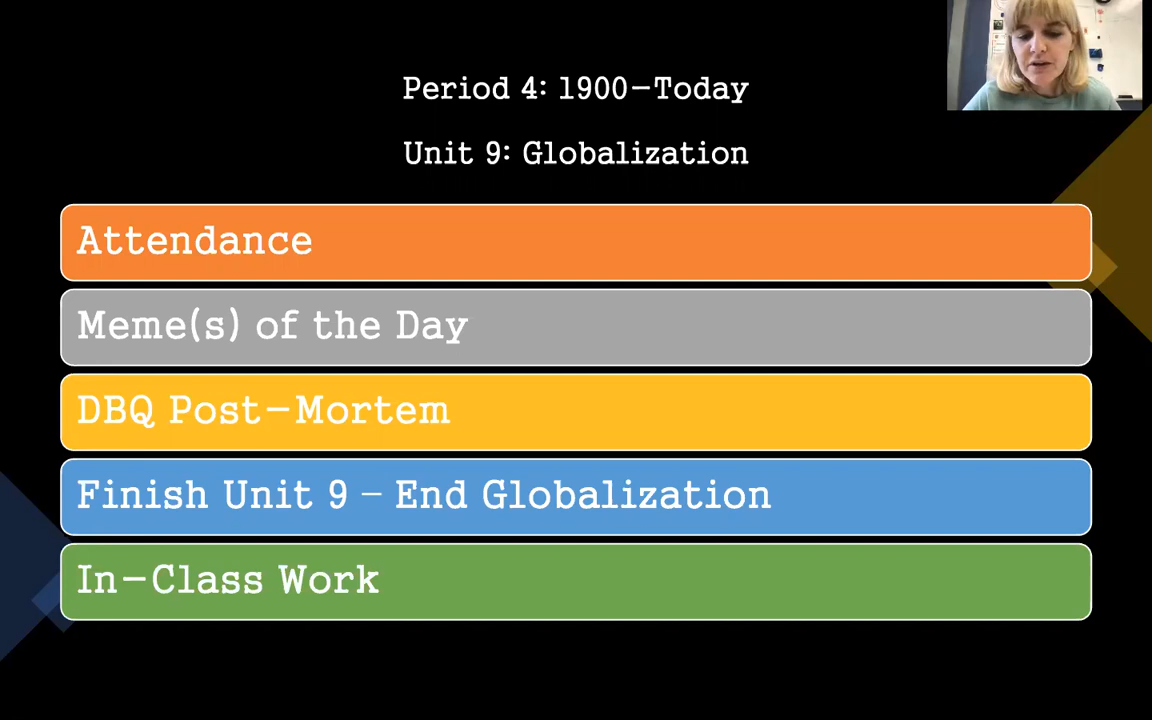 Period 4: 1900-Today
Unit 9: Globalization
Attendance
Meme(s) of the Day
DBQ Post-Mortem
Finish Unit 9 – End Globalization
In-Class Work